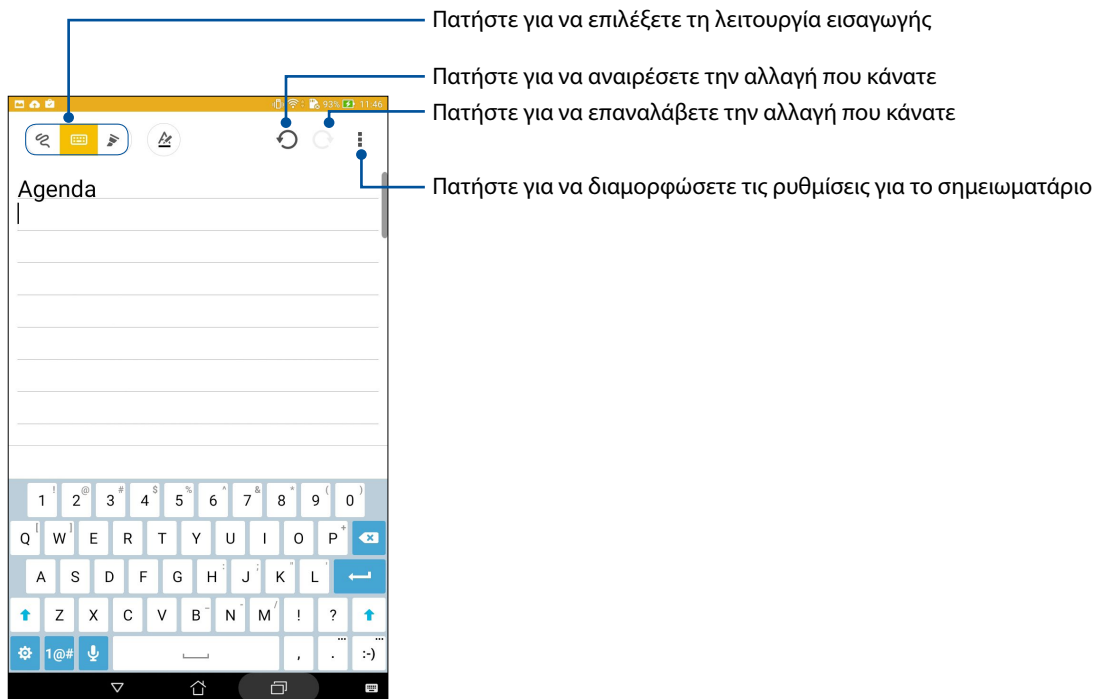 Πατήστε για να επιλέξετε τη λειτουργία εισαγωγής
Πατήστε για να αναιρέσετε την αλλαγή που κάνατε
Πατήστε για να επαναλάβετε την αλλαγή που κάνατε
Πατήστε για να διαμορφώσετε τις ρυθμίσεις για το σημειωματάριο
93% 11:46
Agenda
1 ! 2 @ 3 # 4 $ 5 % 6 ^ 7 & 8 * 9 ( 0 )
Q [ W ] E R T Y U I O P +
A S D F G H : J ; K " L '
Z X C V B _ N - M / ! ?
1@# , . ... :-) ...